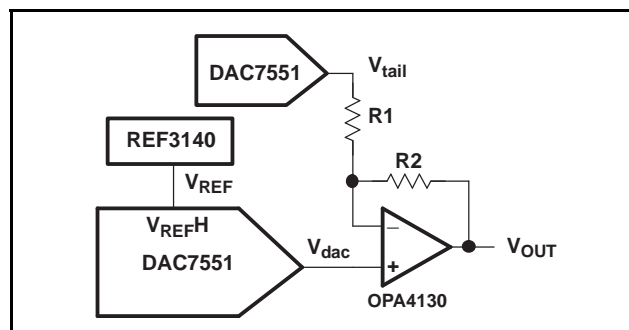 DAC7551
V_tail
R1
REF3140
R2
V_REF
V_REFH
DAC7551
V_dac
−
+
V_OUT
OPA4130